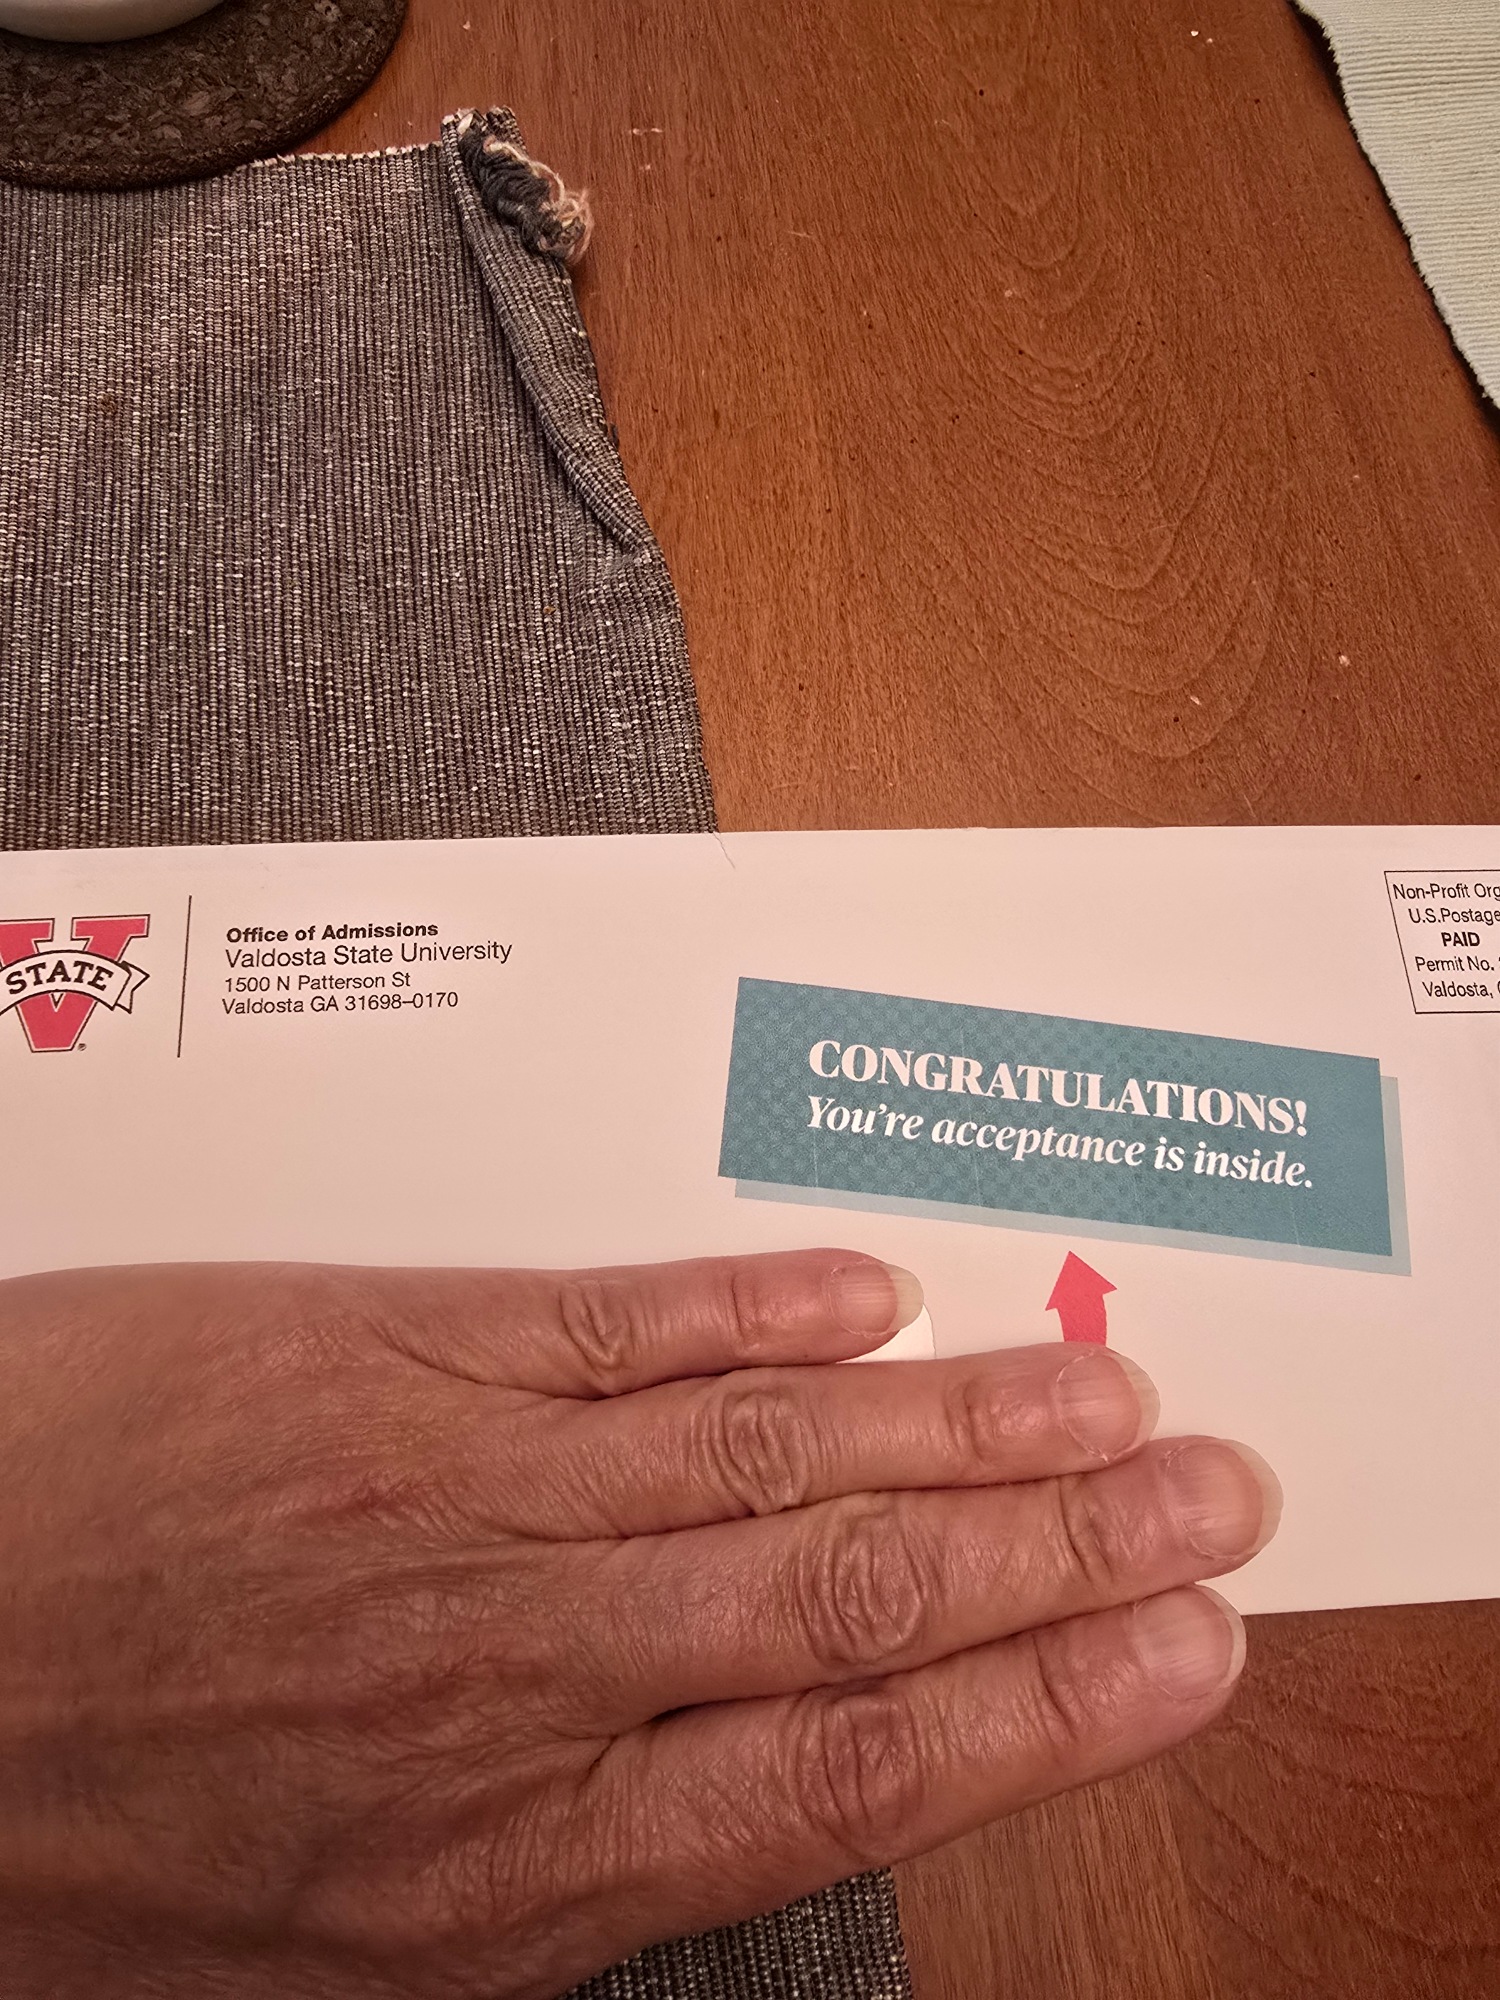 STATE
Office of Admissions
Valdosta State University
1500 N Patterson St
Valdosta GA 31698–0170
Non-Profit Org
U.S.Postage
PAID
Permit No.
Valdosta,
CONGRATULATIONS!
You're acceptance is inside.